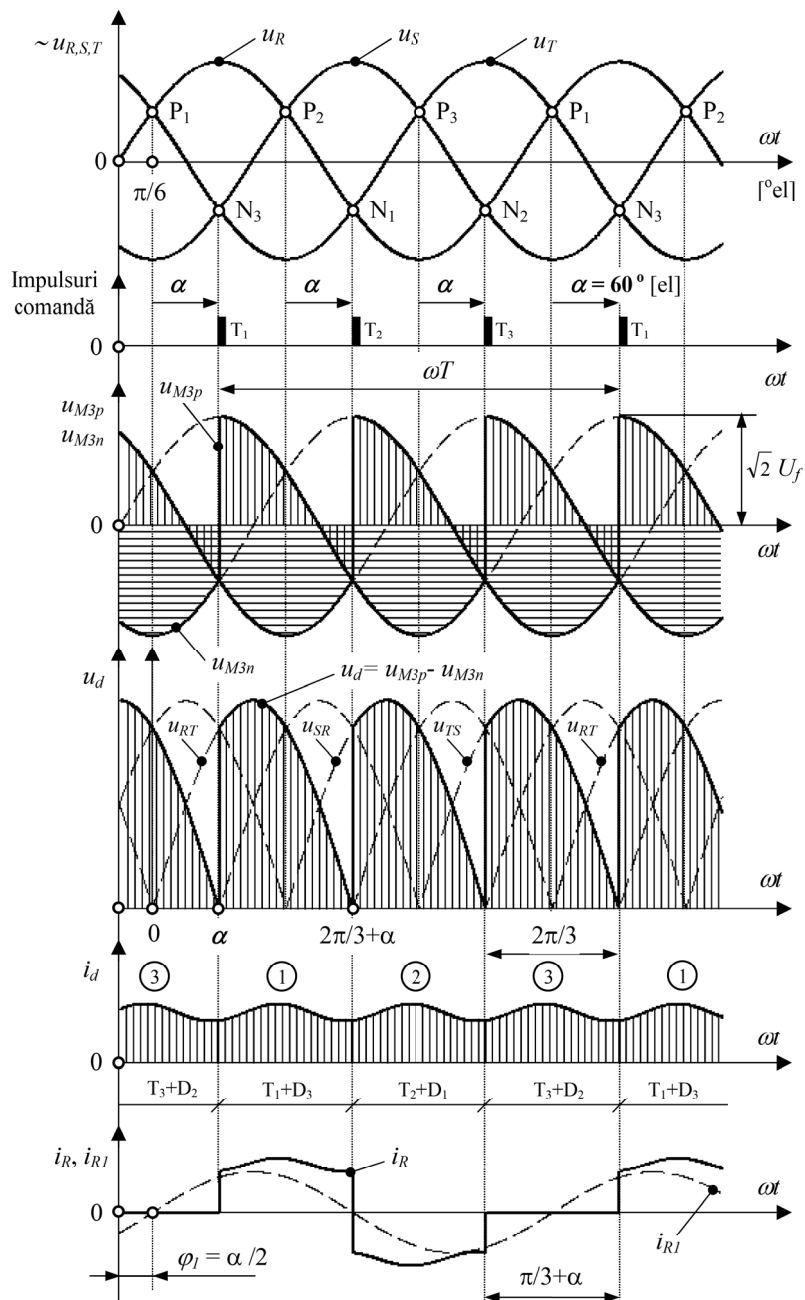 ~ u_R,S,T
u_R
u_S
u_T
P₁
P₂
P₃
P₁
P₂
ωt
0
π/6
N₃
N₁
N₂
N₃
[°el]
Impulsuri
comandă
α
α
α
α = 60° [el]
T₁
T₂
T₃
T₁
0
ωT
ωt
u_M3p
u_M3n
u_M3p
√2 U_f
0
ωt
u_M3n
u_d
u_d = u_M3p - u_M3n
u_RT
u_SR
u_TS
u_RT
ωt
0
α
2π/3+α
2π/3
i_d
3
1
2
3
1
0
ωt
T₃+D₂
T₁+D₃
T₂+D₁
T₃+D₂
T₁+D₃
i_R, i_R1
i_R
ωt
0
i_R1
φ₁ = α/2
π/3+α